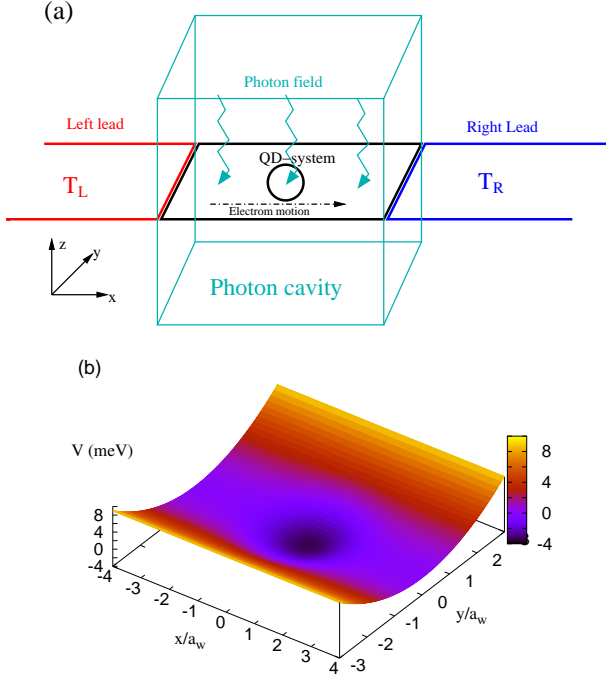 (a)
Photon field
Left lead
Right Lead
QD-system
T_L
T_R
Electrom motion
z
y
x
Photon cavity
(b)
V (meV)
8
4
0
-4
-4
-3
-2
-1
0
1
2
3
4
x/a_w
-3
-2
-1
0
1
2
y/a_w
8
4
0
-4